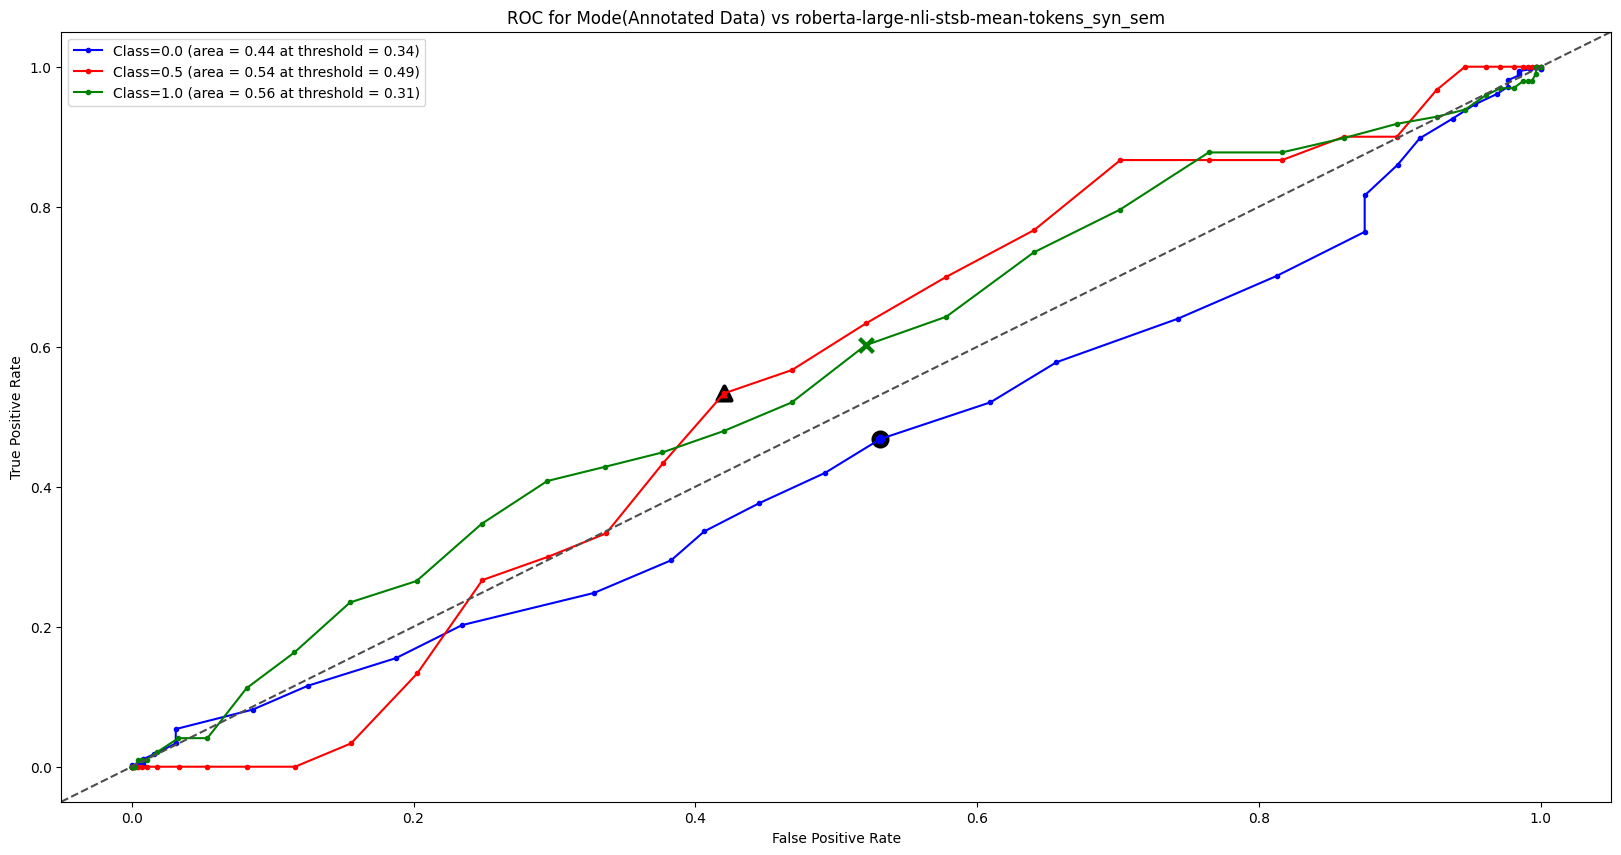 ROC for Mode(Annotated Data) vs roberta-large-nli-stsb-mean-tokens_syn_sem
Class=0.0 (area = 0.44 at threshold = 0.34)
Class=0.5 (area = 0.54 at threshold = 0.49)
Class=1.0 (area = 0.56 at threshold = 0.31)
True Positive Rate
1.0
0.8
0.6
0.4
0.2
0.0
0.0 0.2 0.4 0.6 0.8 1.0
False Positive Rate